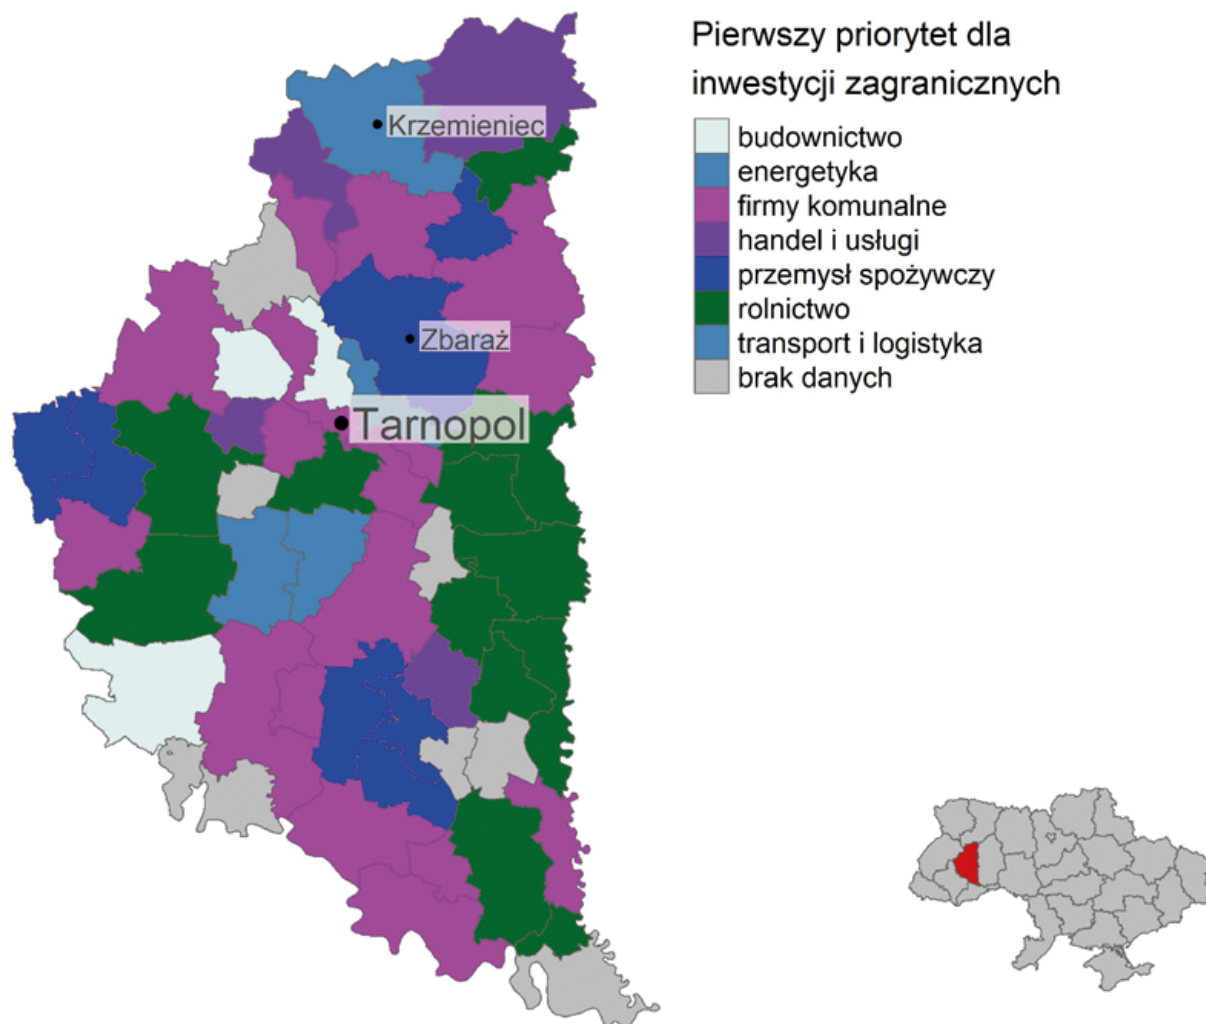 Pierwszy priorytet dla
inwestycji zagranicznych
budownictwo
energetyka
firmy komunalne
handel i usługi
przemysł spożywczy
rolnictwo
transport i logistyka
brak danych
Krzemieniec
Zbaraż
Tarnopol